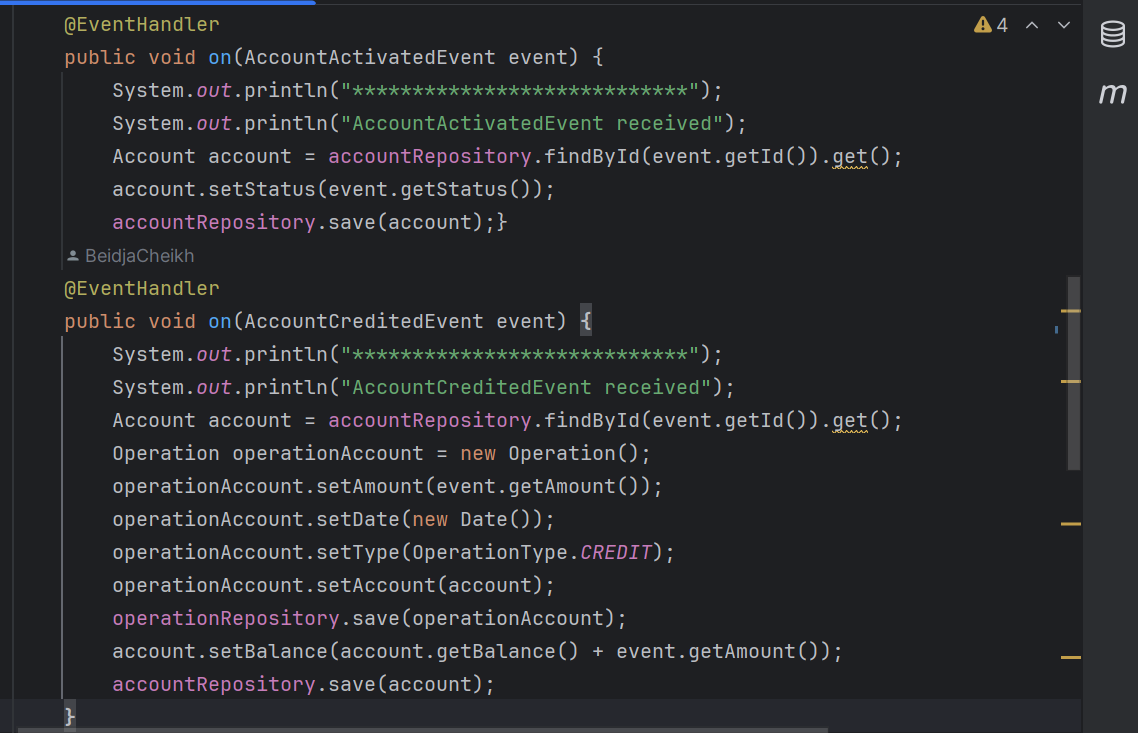 @EventHandler
4
public void on(AccountActivatedEvent event) {
System.out.println("****************************");
System.out.println("AccountActivatedEvent received");
Account account = accountRepository.findById(event.getId()).get();
account.setStatus(event.getStatus());
accountRepository.save(account);}
BeidjaCheikh
@EventHandler
public void on(AccountCreditedEvent event) {
System.out.println("****************************");
System.out.println("AccountCreditedEvent received");
Account account = accountRepository.findById(event.getId()).get();
Operation operationAccount = new Operation();
operationAccount.setAmount(event.getAmount());
operationAccount.setDate(new Date());
operationAccount.setType(OperationType.CREDIT);
operationAccount.setAccount(account);
operationRepository.save(operationAccount);
account.setBalance(account.getBalance() + event.getAmount());
accountRepository.save(account);
}
m